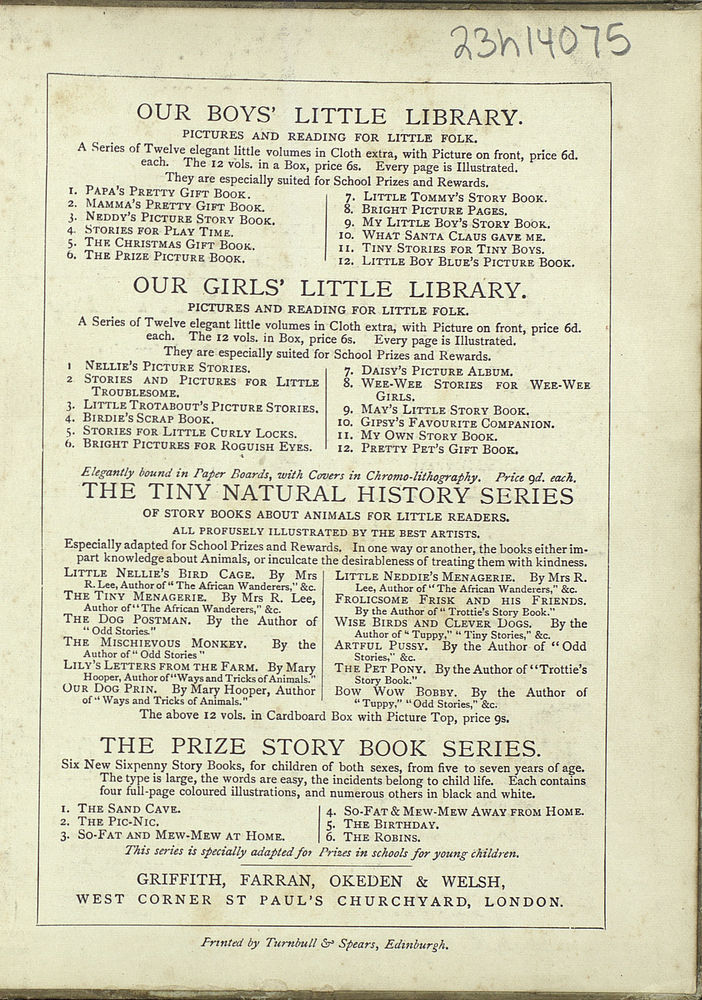 23h14075
OUR BOYS' LITTLE LIBRARY.
PICTURES AND READING FOR LITTLE FOLK.
A Series of Twelve elegant little volumes in Cloth extra, with Picture on front, price 6d.
each. The 12 vols. in a Box, price 6s. Every page is Illustrated.
They are especially suited for School Prizes and Rewards.
1. PAPA'S PRETTY GIFT BOOK.
2. MAMMA'S PRETTY GIFT BOOK.
3. NEDDY'S PICTURE STORY BOOK.
4. STORIES FOR PLAY TIME.
5. THE CHRISTMAS GIFT BOOK.
6. THE PRIZE PICTURE BOOK.
7. LITTLE TOMMY'S STORY BOOK.
8. BRIGHT PICTURE PAGES.
9. MY LITTLE BOY'S STORY BOOK.
10. WHAT SANTA CLAUS GAVE ME.
11. TINY STORIES FOR TINY BOYS.
12. LITTLE BOY BLUE'S PICTURE BOOK.
OUR GIRLS' LITTLE LIBRARY.
PICTURES AND READING FOR LITTLE FOLK.
A Series of Twelve elegant little volumes in Cloth extra, with Picture on front, price 6d.
each. The 12 vols. in Box, price 6s. Every page is Illustrated.
They are especially suited for School Prizes and Rewards.
1 NELLIE'S PICTURE STORIES.
2 STORIES AND PICTURES FOR LITTLE
TROUBLESOME.
3. LITTLE TROTABOUT'S PICTURE STORIES.
4. BIRDIE'S SCRAP BOOK.
5. STORIES FOR LITTLE CURLY LOCKS.
6. BRIGHT PICTURES FOR ROGUISH EYES.
7. DAISY'S PICTURE ALBUM.
8. WEE-WEE STORIES FOR WEE-WEE
GIRLS.
9. MAY'S LITTLE STORY BOOK.
10. GIPSY'S FAVOURITE COMPANION.
11. MY OWN STORY BOOK.
12. PRETTY PET'S GIFT BOOK.
Elegantly bound in Paper Boards, with Covers in Chromo-lithography. Price 9d. each.
THE TINY NATURAL HISTORY SERIES
OF STORY BOOKS ABOUT ANIMALS FOR LITTLE READERS.
ALL PROFUSELY ILLUSTRATED BY THE BEST ARTISTS.
Especially adapted for School Prizes and Rewards. In one way or another, the books either im-
part knowledge about Animals, or inculcate the desirableness of treating them with kindness.
LITTLE NELLIE'S BIRD CAGE. By Mrs
R. Lee, Author of "The African Wanderers," &c.
THE TINY MENAGERIE. By Mrs R. Lee,
Author of "The African Wanderers," &c.
THE DOG POSTMAN. By the Author of
"Odd Stories."
THE MISCHIEVOUS MONKEY. By the
Author of "Odd Stories"
LILY'S LETTERS FROM THE FARM. By Mary
Hooper, Author of "Ways and Tricks of Animals."
OUR DOG PRIN. By Mary Hooper, Author
of "Ways and Tricks of Animals."
LITTLE NEDDIE'S MENAGERIE. By Mrs R.
Lee, Author of "The African Wanderers," &c.
FROLICSOME FRISK AND HIS FRIENDS.
By the Author of "Trottie's Story Book."
WISE BIRDS AND CLEVER DOGS. By the
Author of "Tuppy," "Tiny Stories," &c.
ARTFUL PUSSY. By the Author of "Odd
Stories," &c.
THE PET PONY. By the Author of "Trottie's
Story Book."
BOW WOW BOBBY. By the Author of
"Tuppy," "Odd Stories," &c.
The above 12 vols. in Cardboard Box with Picture Top, price 9s.
THE PRIZE STORY BOOK SERIES.
Six New Sixpenny Story Books, for children of both sexes, from five to seven years of age.
The type is large, the words are easy, the incidents belong to child life. Each contains
four full-page coloured illustrations, and numerous others in black and white.
1. THE SAND CAVE.
2. THE PIC-NIC.
3. SO-FAT AND MEW-MEW AT HOME.
4. SO-FAT & MEW-MEW AWAY FROM HOME.
5. THE BIRTHDAY.
6. THE ROBINS.
This series is specially adapted for Prizes in schools for young children.
GRIFFITH, FARRAN, OKEDEN & WELSH,
WEST CORNER ST PAUL'S CHURCHYARD, LONDON.
Printed by Turnbull & Spears, Edinburgh.